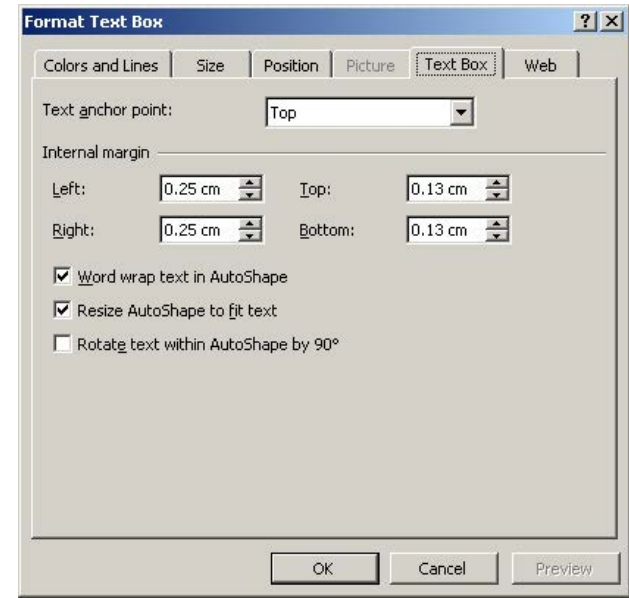 Format Text Box
Colors and Lines Size Position Picture Text Box Web
Text anchor point: Top
Internal margin
Left: 0.25 cm Top: 0.13 cm
Right: 0.25 cm Bottom: 0.13 cm
Word wrap text in AutoShape
Resize AutoShape to fit text
Rotate text within AutoShape by 90°
OK Cancel Preview